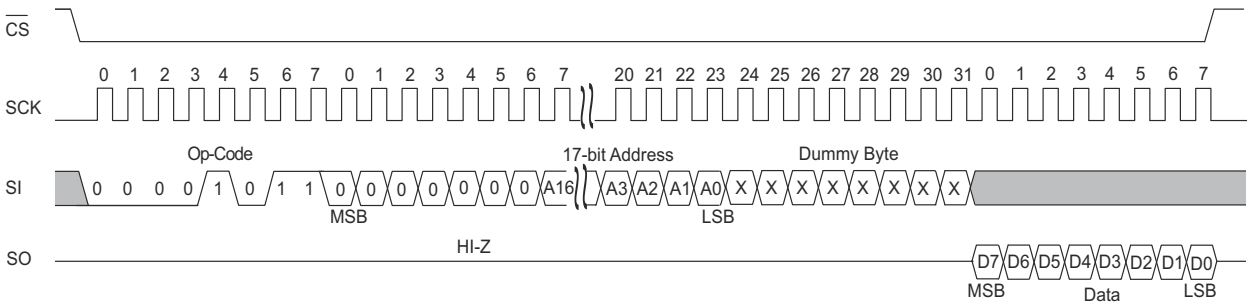 CS
0 1 2 3 4 5 6 7 0 1 2 3 4 5 6 7 20 21 22 23 24 25 26 27 28 29 30 31 0 1 2 3 4 5 6 7
SCK
Op-Code 17-bit Address Dummy Byte
SI 0 0 0 0 1 0 1 1 0 0 0 0 0 0 0 A16 A3 A2 A1 A0 X X X X X X X X
MSB LSB
HI-Z
SO D7 D6 D5 D4 D3 D2 D1 D0
MSB Data LSB